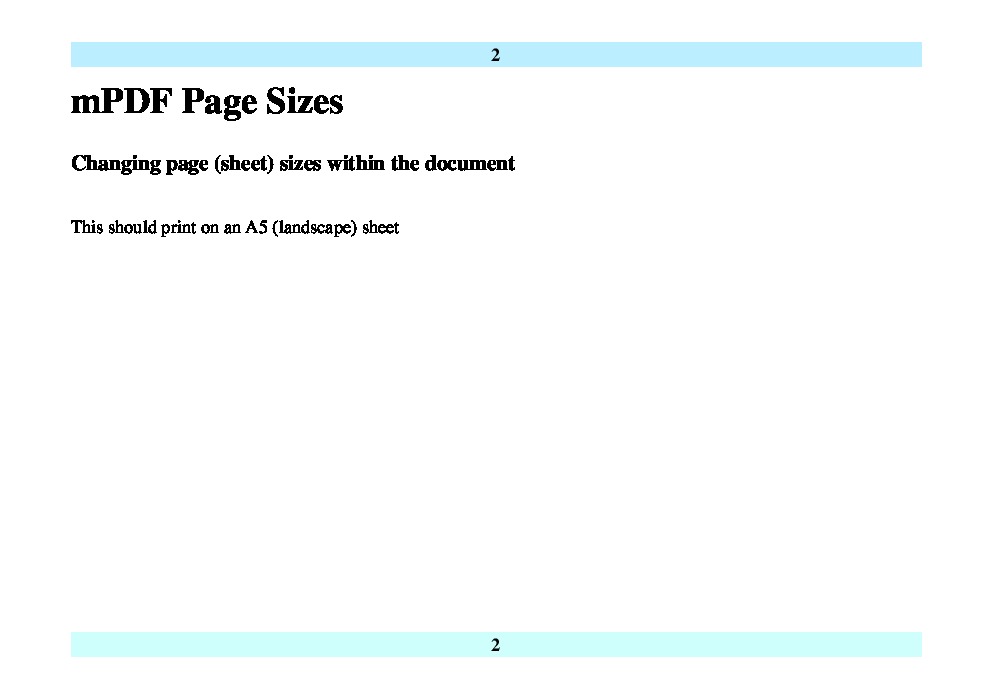 2
mPDF Page Sizes
Changing page (sheet) sizes within the document
This should print on an A5 (landscape) sheet
2